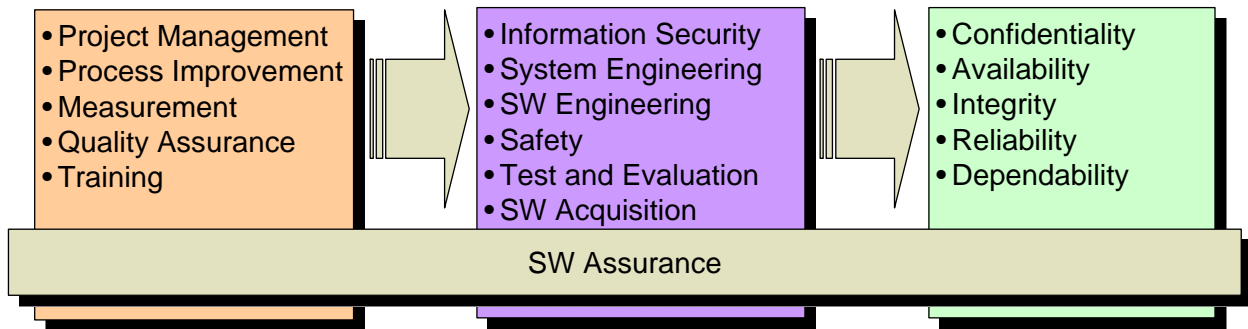 • Project Management
• Process Improvement
• Measurement
• Quality Assurance
• Training
• Information Security
• System Engineering
• SW Engineering
• Safety
• Test and Evaluation
• SW Acquisition
• Confidentiality
• Availability
• Integrity
• Reliability
• Dependability
SW Assurance